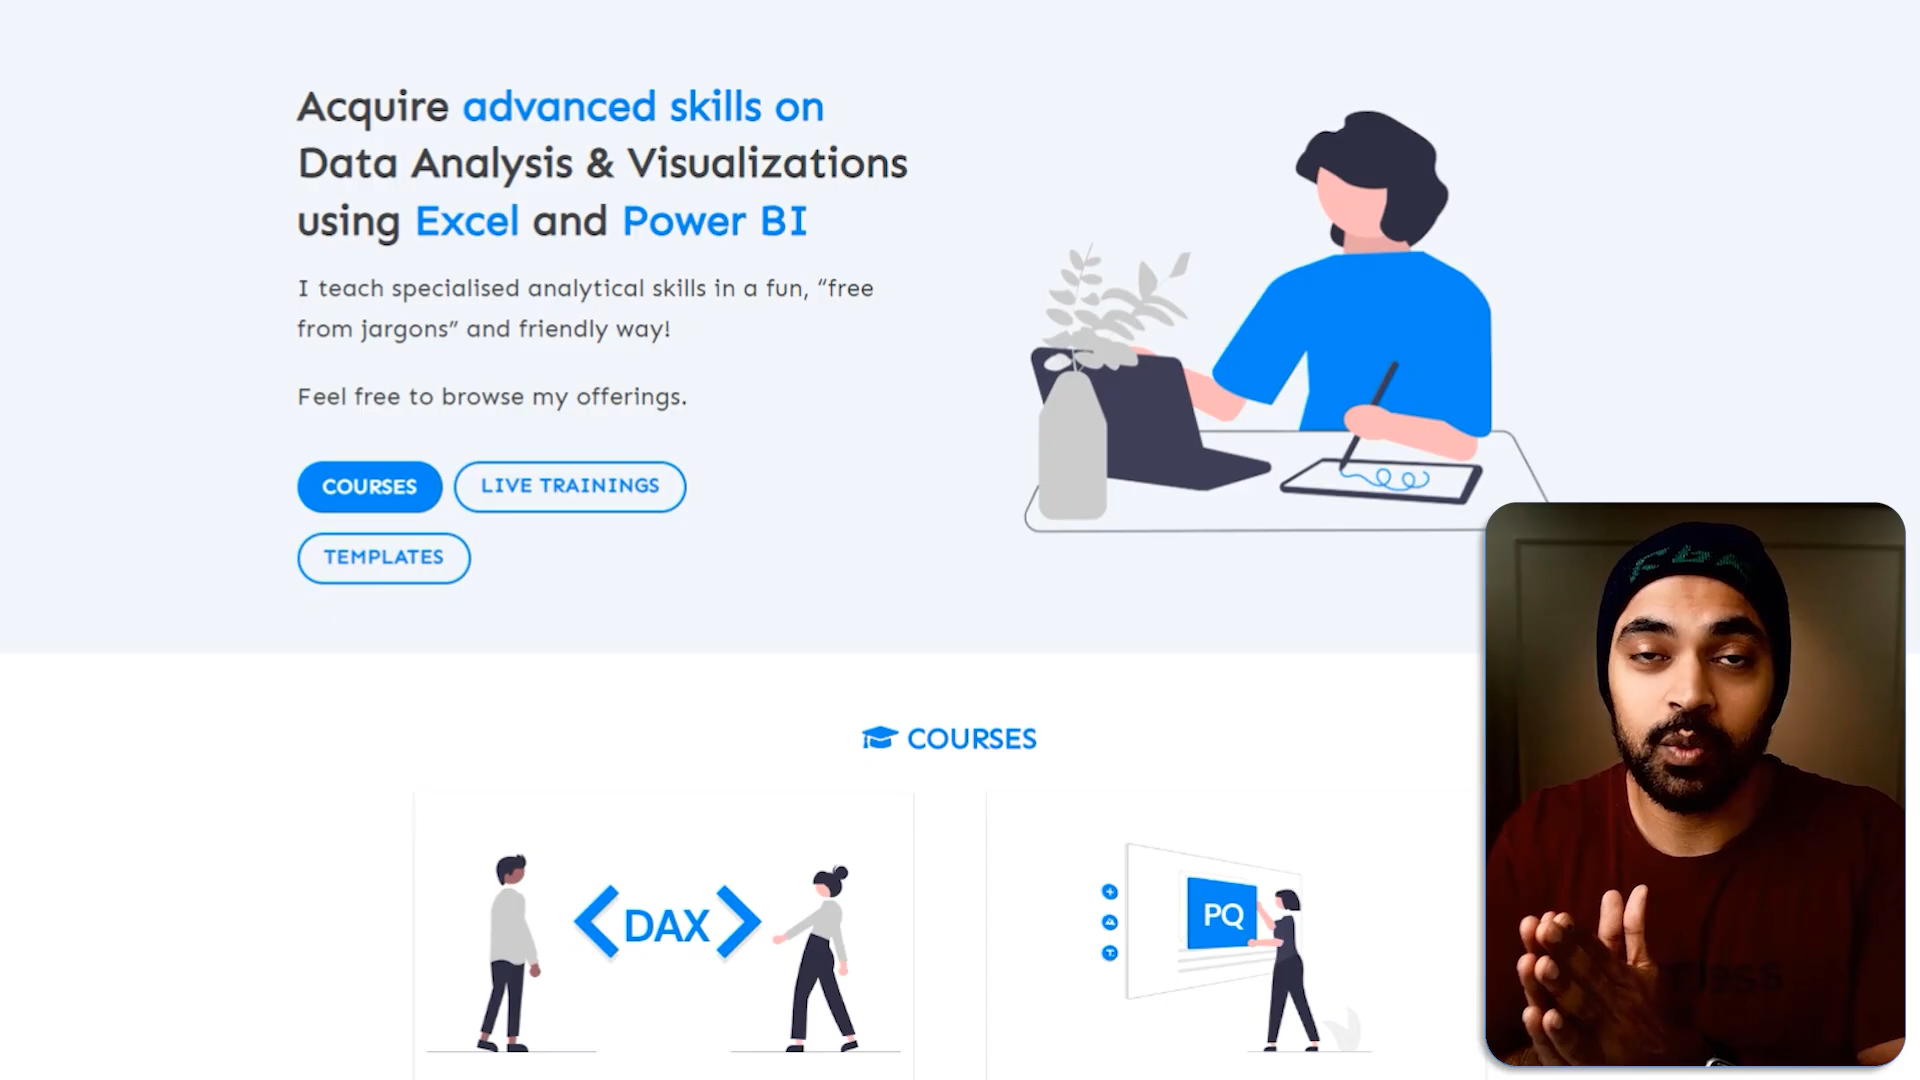 Acquire advanced skills on
Data Analysis & Visualizations
using Excel and Power BI
I teach specialised analytical skills in a fun, “free
from jargons” and friendly way!
Feel free to browse my offerings.
COURSES
LIVE TRAININGS
TEMPLATES
COURSES
<DAX>
PQ